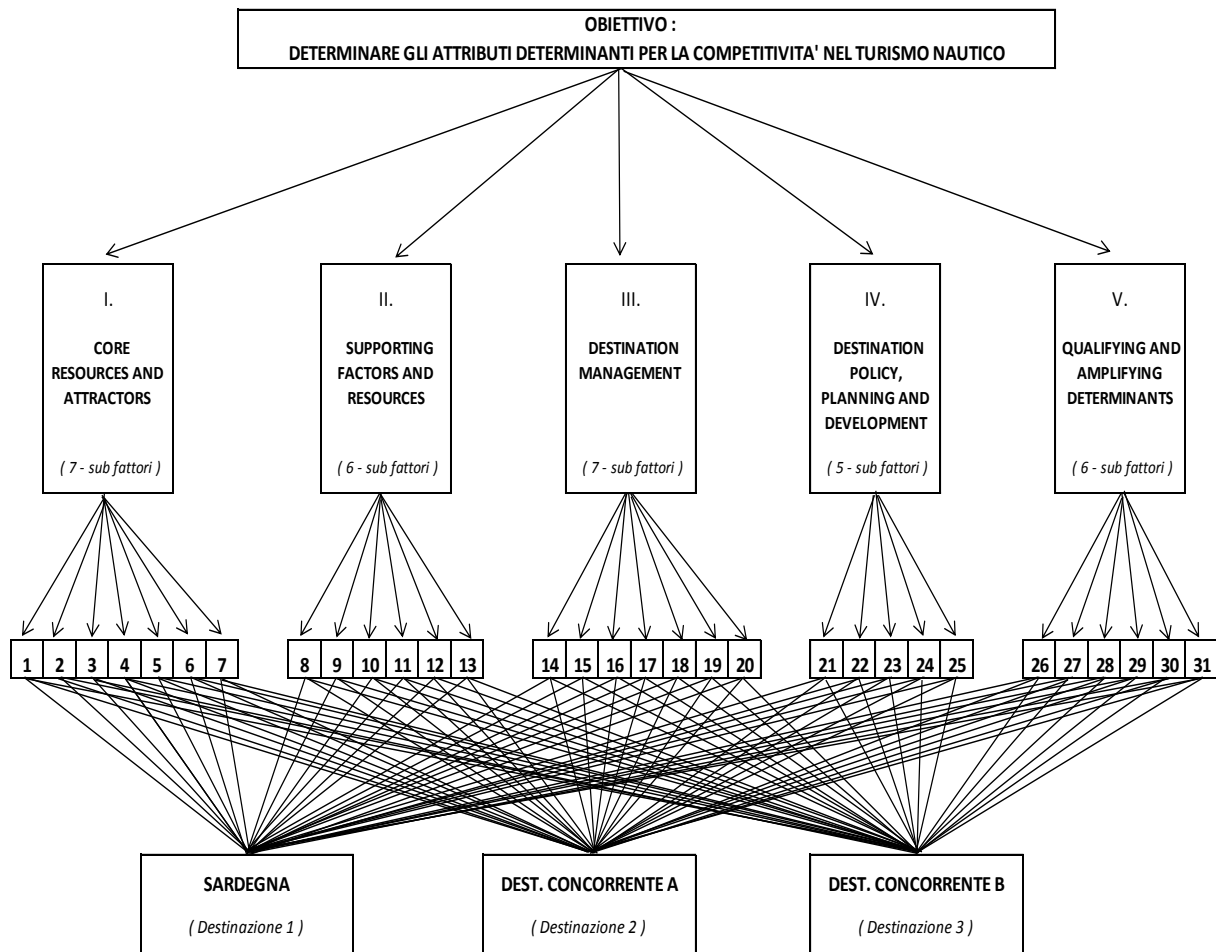 OBIETTIVO :
DETERMINARE GLI ATTRIBUTI DETERMINANTI PER LA COMPETITIVITA' NEL TURISMO NAUTICO
I.
CORE
RESOURCES AND
ATTRACTORS
( 7 - sub fattori )
II.
SUPPORTING
FACTORS AND
RESOURCES
( 6 - sub fattori )
III.
DESTINATION
MANAGEMENT
( 7 - sub fattori )
IV.
DESTINATION
POLICY,
PLANNING AND
DEVELOPMENT
( 5 - sub fattori )
V.
QUALIFYING AND
AMPLIFYING
DETERMINANTS
( 6 - sub fattori )
1 2 3 4 5 6 7
8 9 10 11 12 13
14 15 16 17 18 19 20
21 22 23 24 25
26 27 28 29 30 31
SARDEGNA
( Destinazione 1 )
DEST. CONCORRENTE A
( Destinazione 2 )
DEST. CONCORRENTE B
( Destinazione 3 )